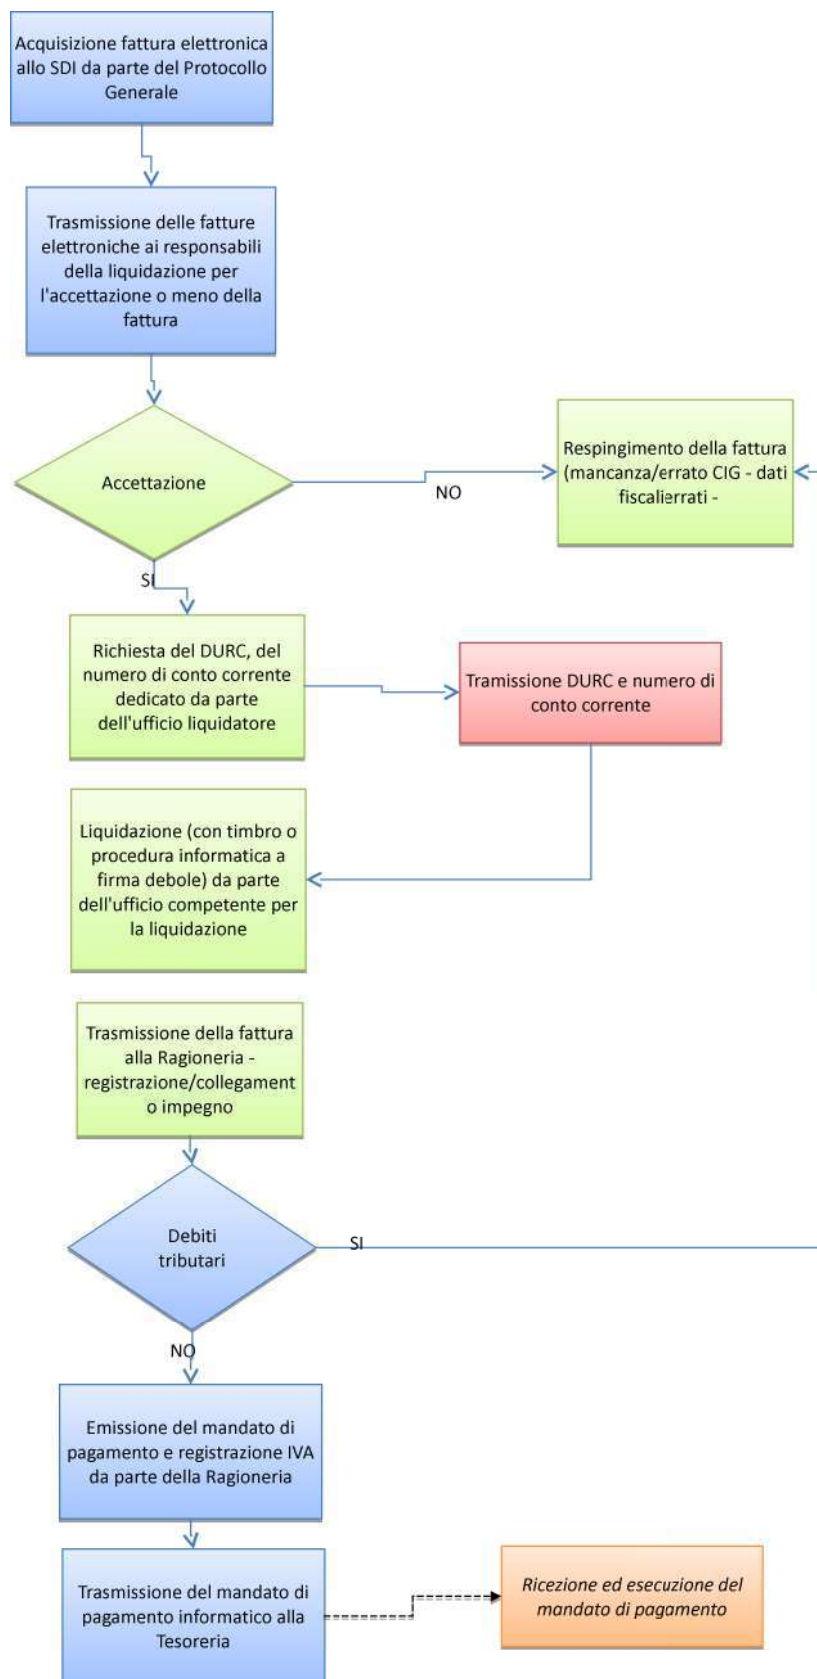 Acquisizione fattura elettronica
allo SDI da parte del Protocollo
Generale
Trasmissione delle fatture
elettroniche ai responsabili
della liquidazione per
l'accettazione o meno della
fattura
Accettazione
NO
Respingimento della fattura
(mancanza/errato CIG - dati
fiscalierrati -
SI
Richiesta del DURC, del
numero di conto corrente
dedicato da parte
dell'ufficio liquidatore
Tramissione DURC e numero di
conto corrente
Liquidazione (con timbro o
procedura informatica a
firma debole) da parte
dell'ufficio competente per
la liquidazione
Trasmissione della fattura
alla Ragioneria -
registrazione/collegament
o impegno
Debiti
tributari
SI
NO
Emissione del mandato di
pagamento e registrazione IVA
da parte della Ragioneria
Trasmissione del mandato di
pagamento informatico alla
Tesoreria
Ricezione ed esecuzione del
mandato di pagamento